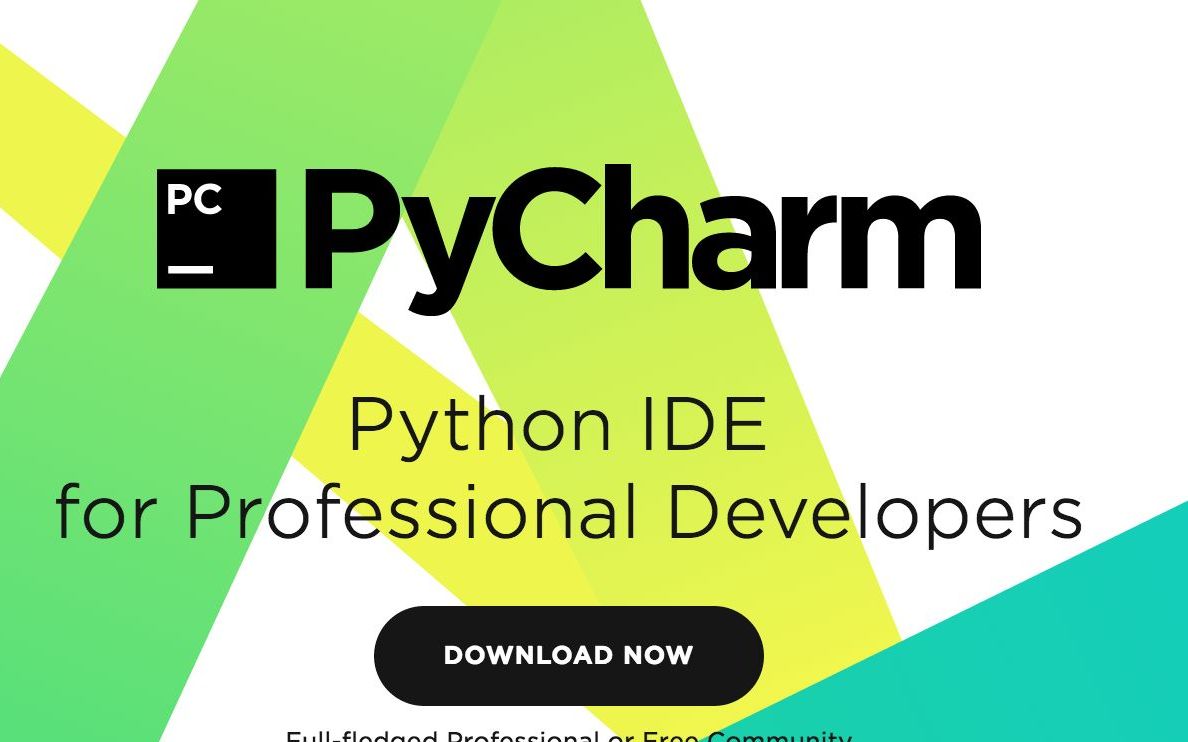 PC
PyCharm
Python IDE
for Professional Developers
DOWNLOAD NOW
Full-fledged Professional or Free Community